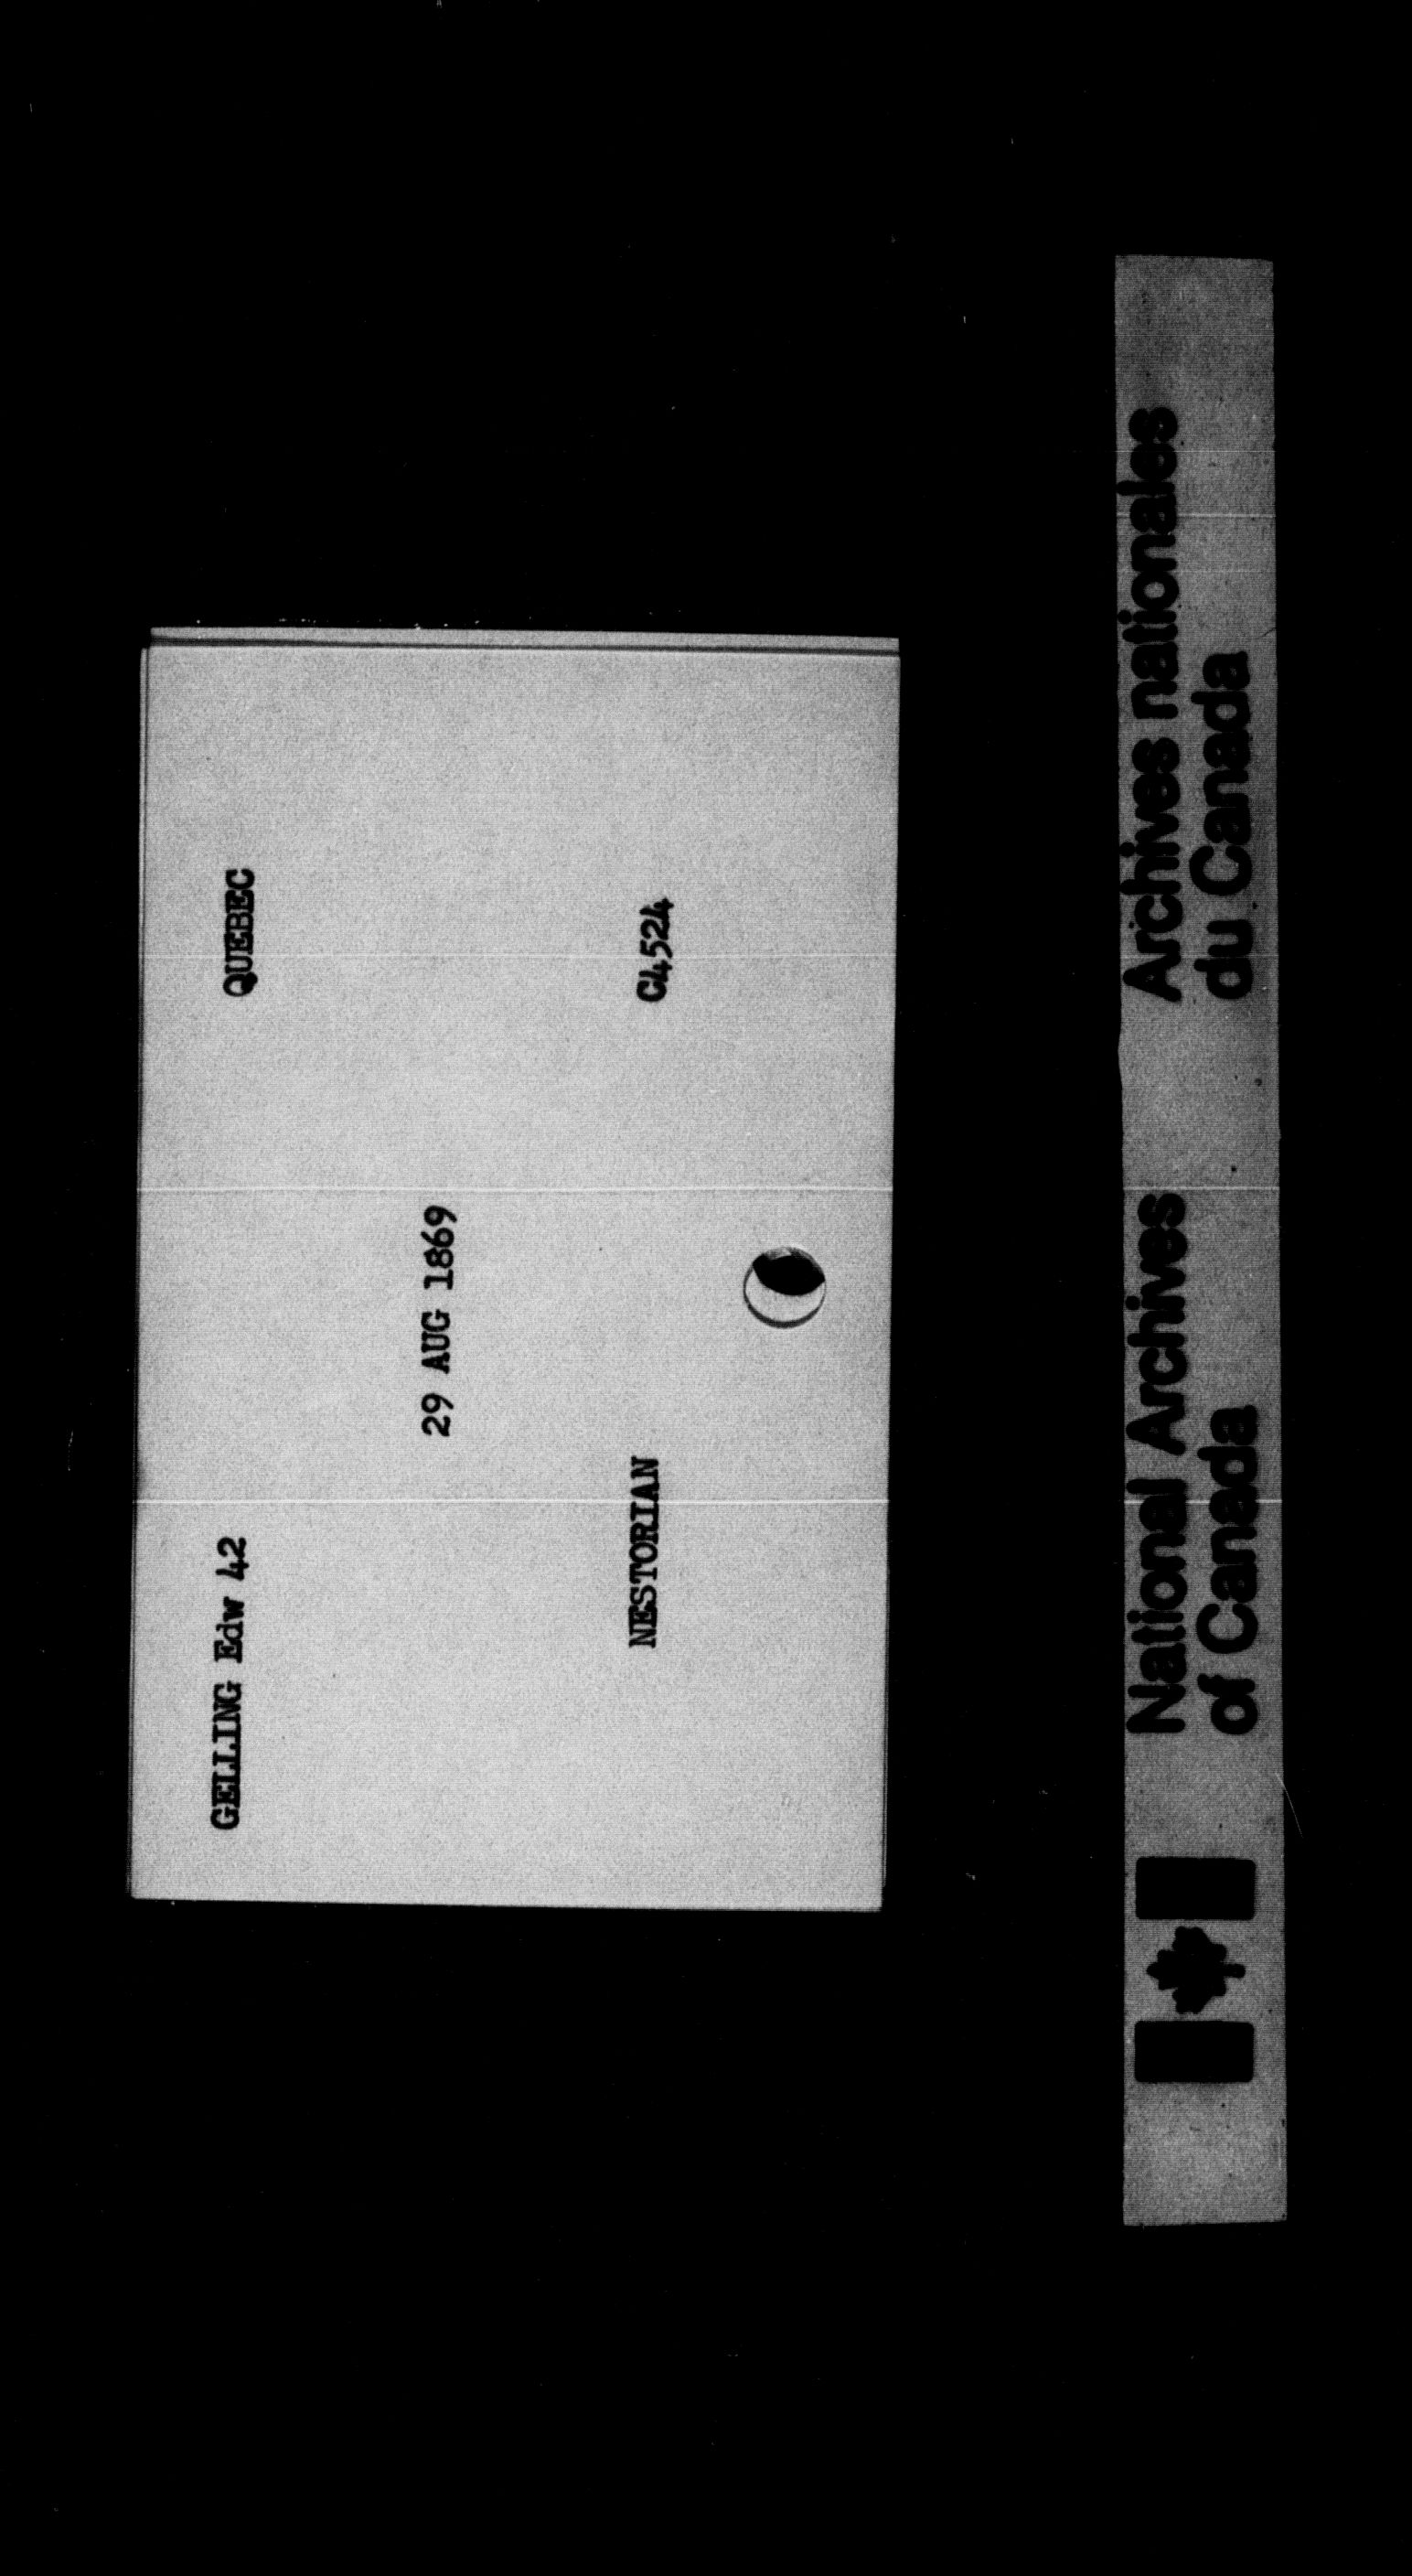 GELLING Edw 42 QUEBEC
29 AUG 1869
NESTORIAN C4524
National Archives of Canada
Archives nationales du Canada